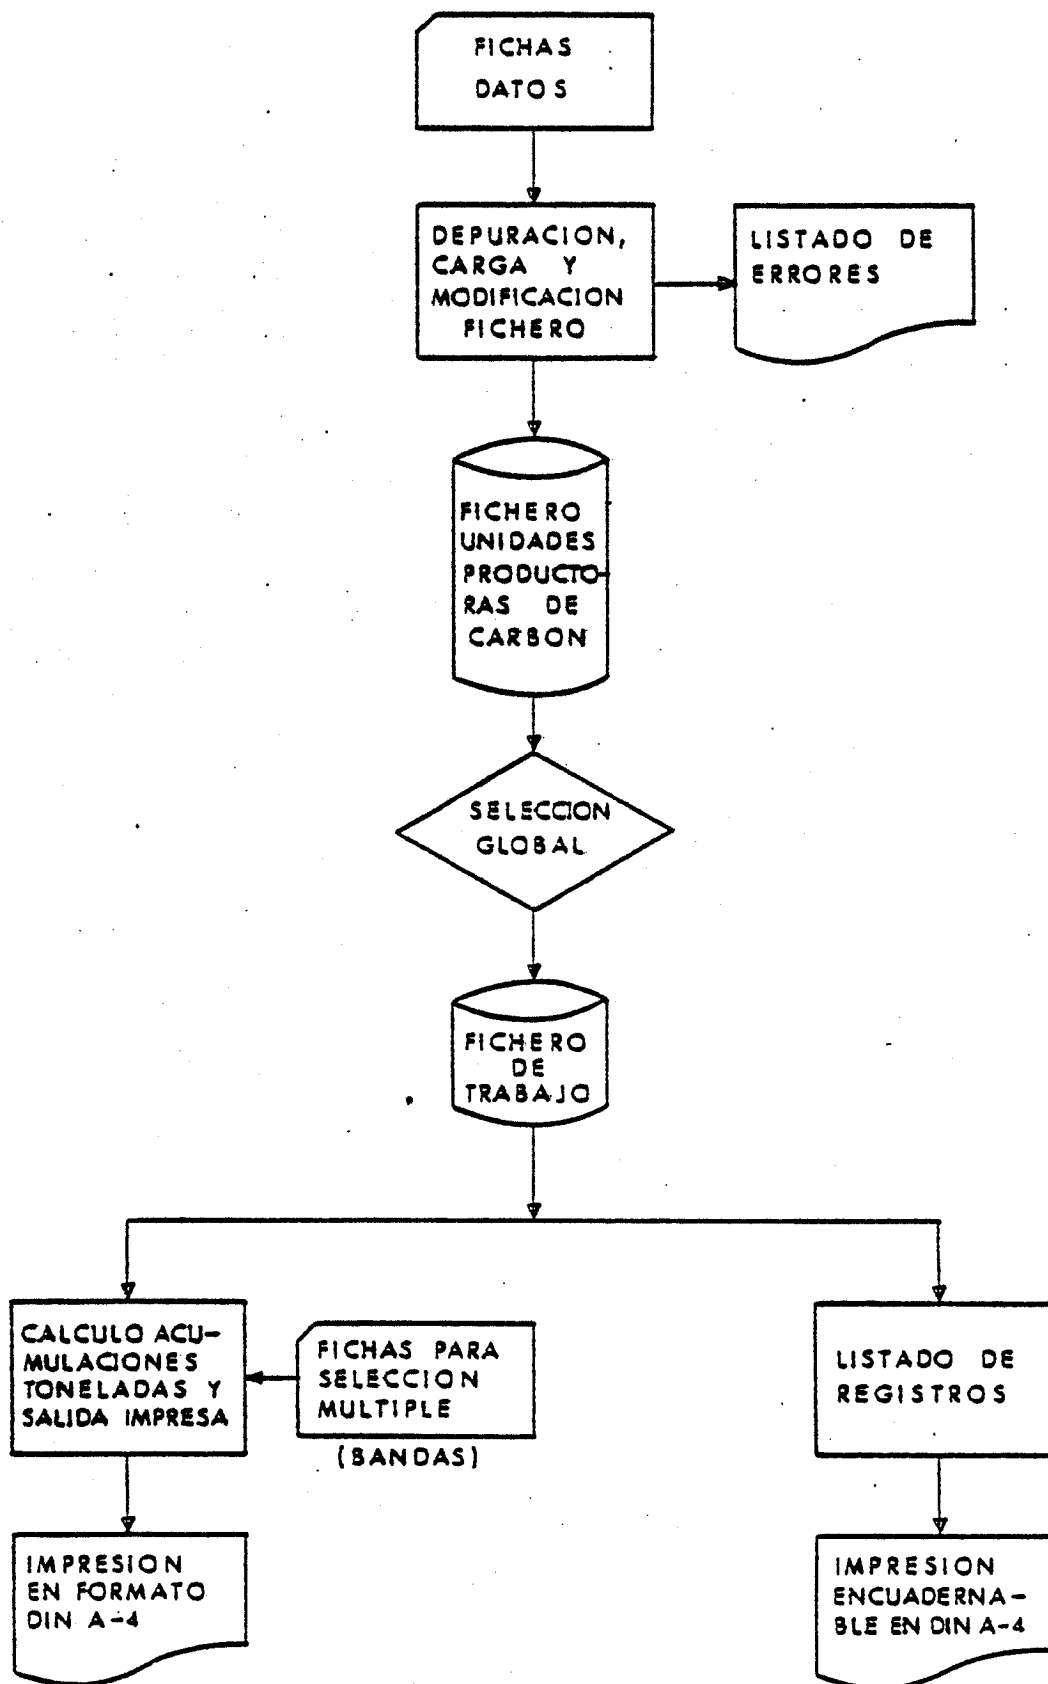 FICHAS
DATOS
DEPURACION,
CARGA Y
MODIFICACION
FICHERO
LISTADO DE
ERRORES
FICHERO
UNIDADES
PRODUCTO-
RAS DE
CARBON
SELECCION
GLOBAL
FICHERO
DE
TRABAJO
CALCULO ACU-
MULACIONES
TONELADAS Y
SALIDA IMPRESA
FICHAS PARA
SELECCION
MULTIPLE
(BANDAS)
LISTADO DE
REGISTROS
IMPRESION
EN FORMATO
DIN A-4
IMPRESION
ENCUADERNA-
BLE EN DIN A-4